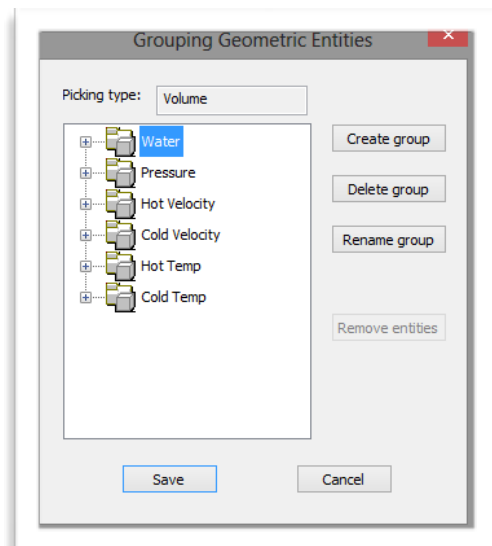 Grouping Geometric Entities
Picking type: Volume
Water
Create group
Pressure
Delete group
Hot Velocity
Cold Velocity
Rename group
Hot Temp
Cold Temp
Remove entities
Save
Cancel